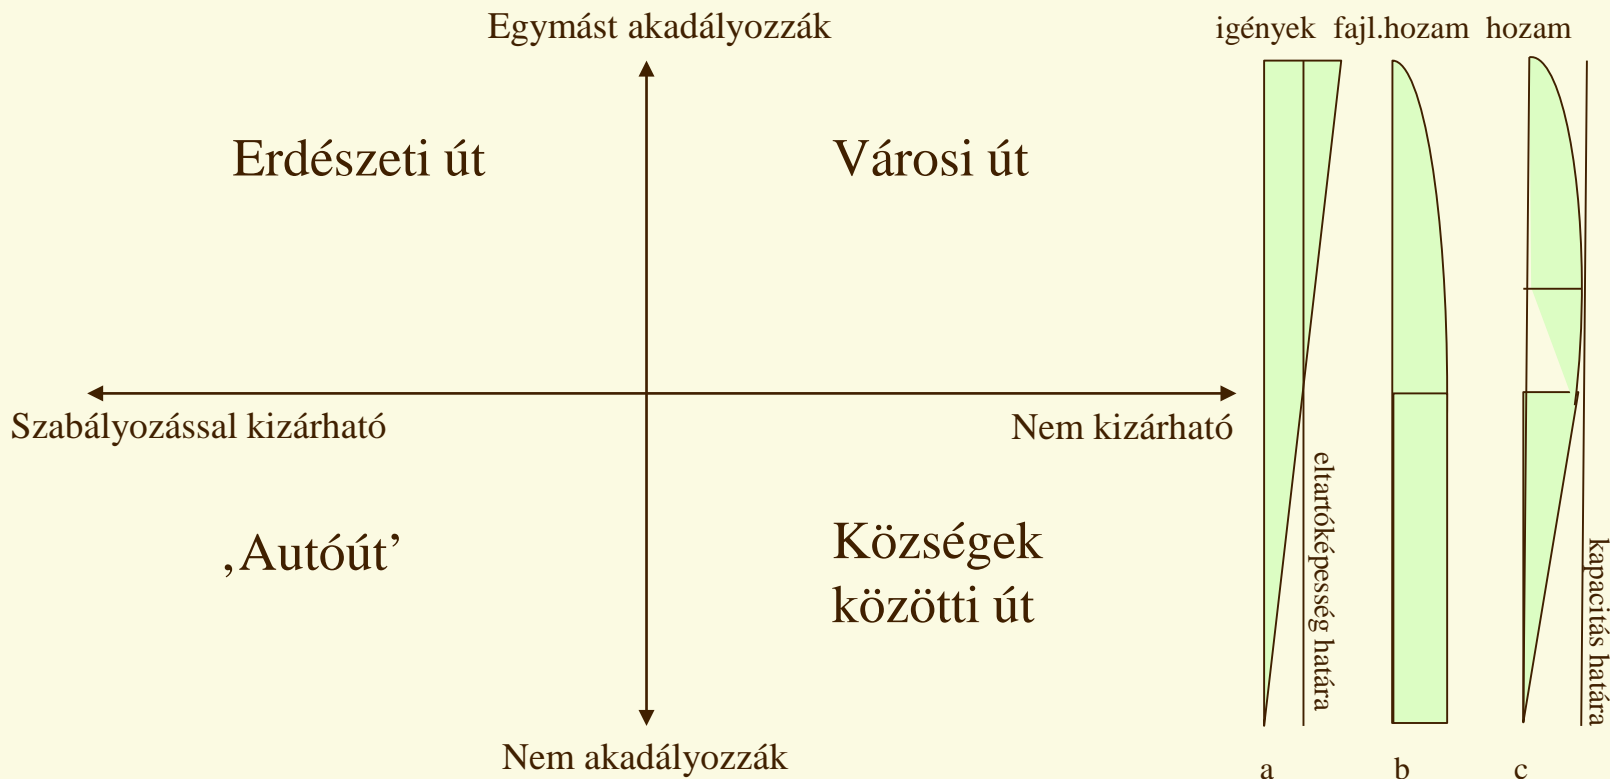 Egymást akadályozzák
igények fajl.hozam hozam
Erdészeti út
Városi út
Szabályozással kizárható
Nem kizárható
‚Autóút’
Községek
közötti út
eltartóképesség határa
kapacitás határa
Nem akadályozzák
a b c